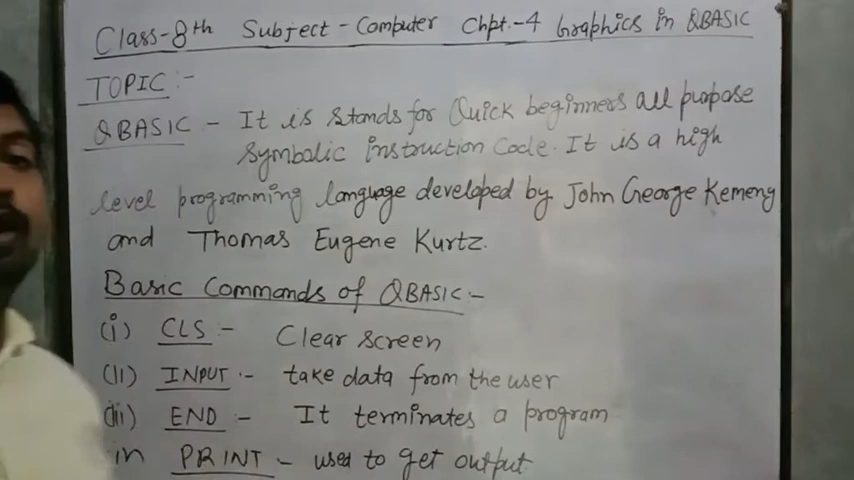 Class-8th Subject - Computer Chpt.-4 Graphics in QBASIC
TOPIC :-
QBASIC - It is stands for Quick beginners all propose
symbolic instruction code. It is a high
level programming language developed by John George Kemeny
and Thomas Eugene Kurtz.
Basic Commands of QBASIC :-
(i) CLS :- Clear screen
(ii) INPUT :- take data from the user
(iii) END :- It terminates a program
in PRINT - used to get output